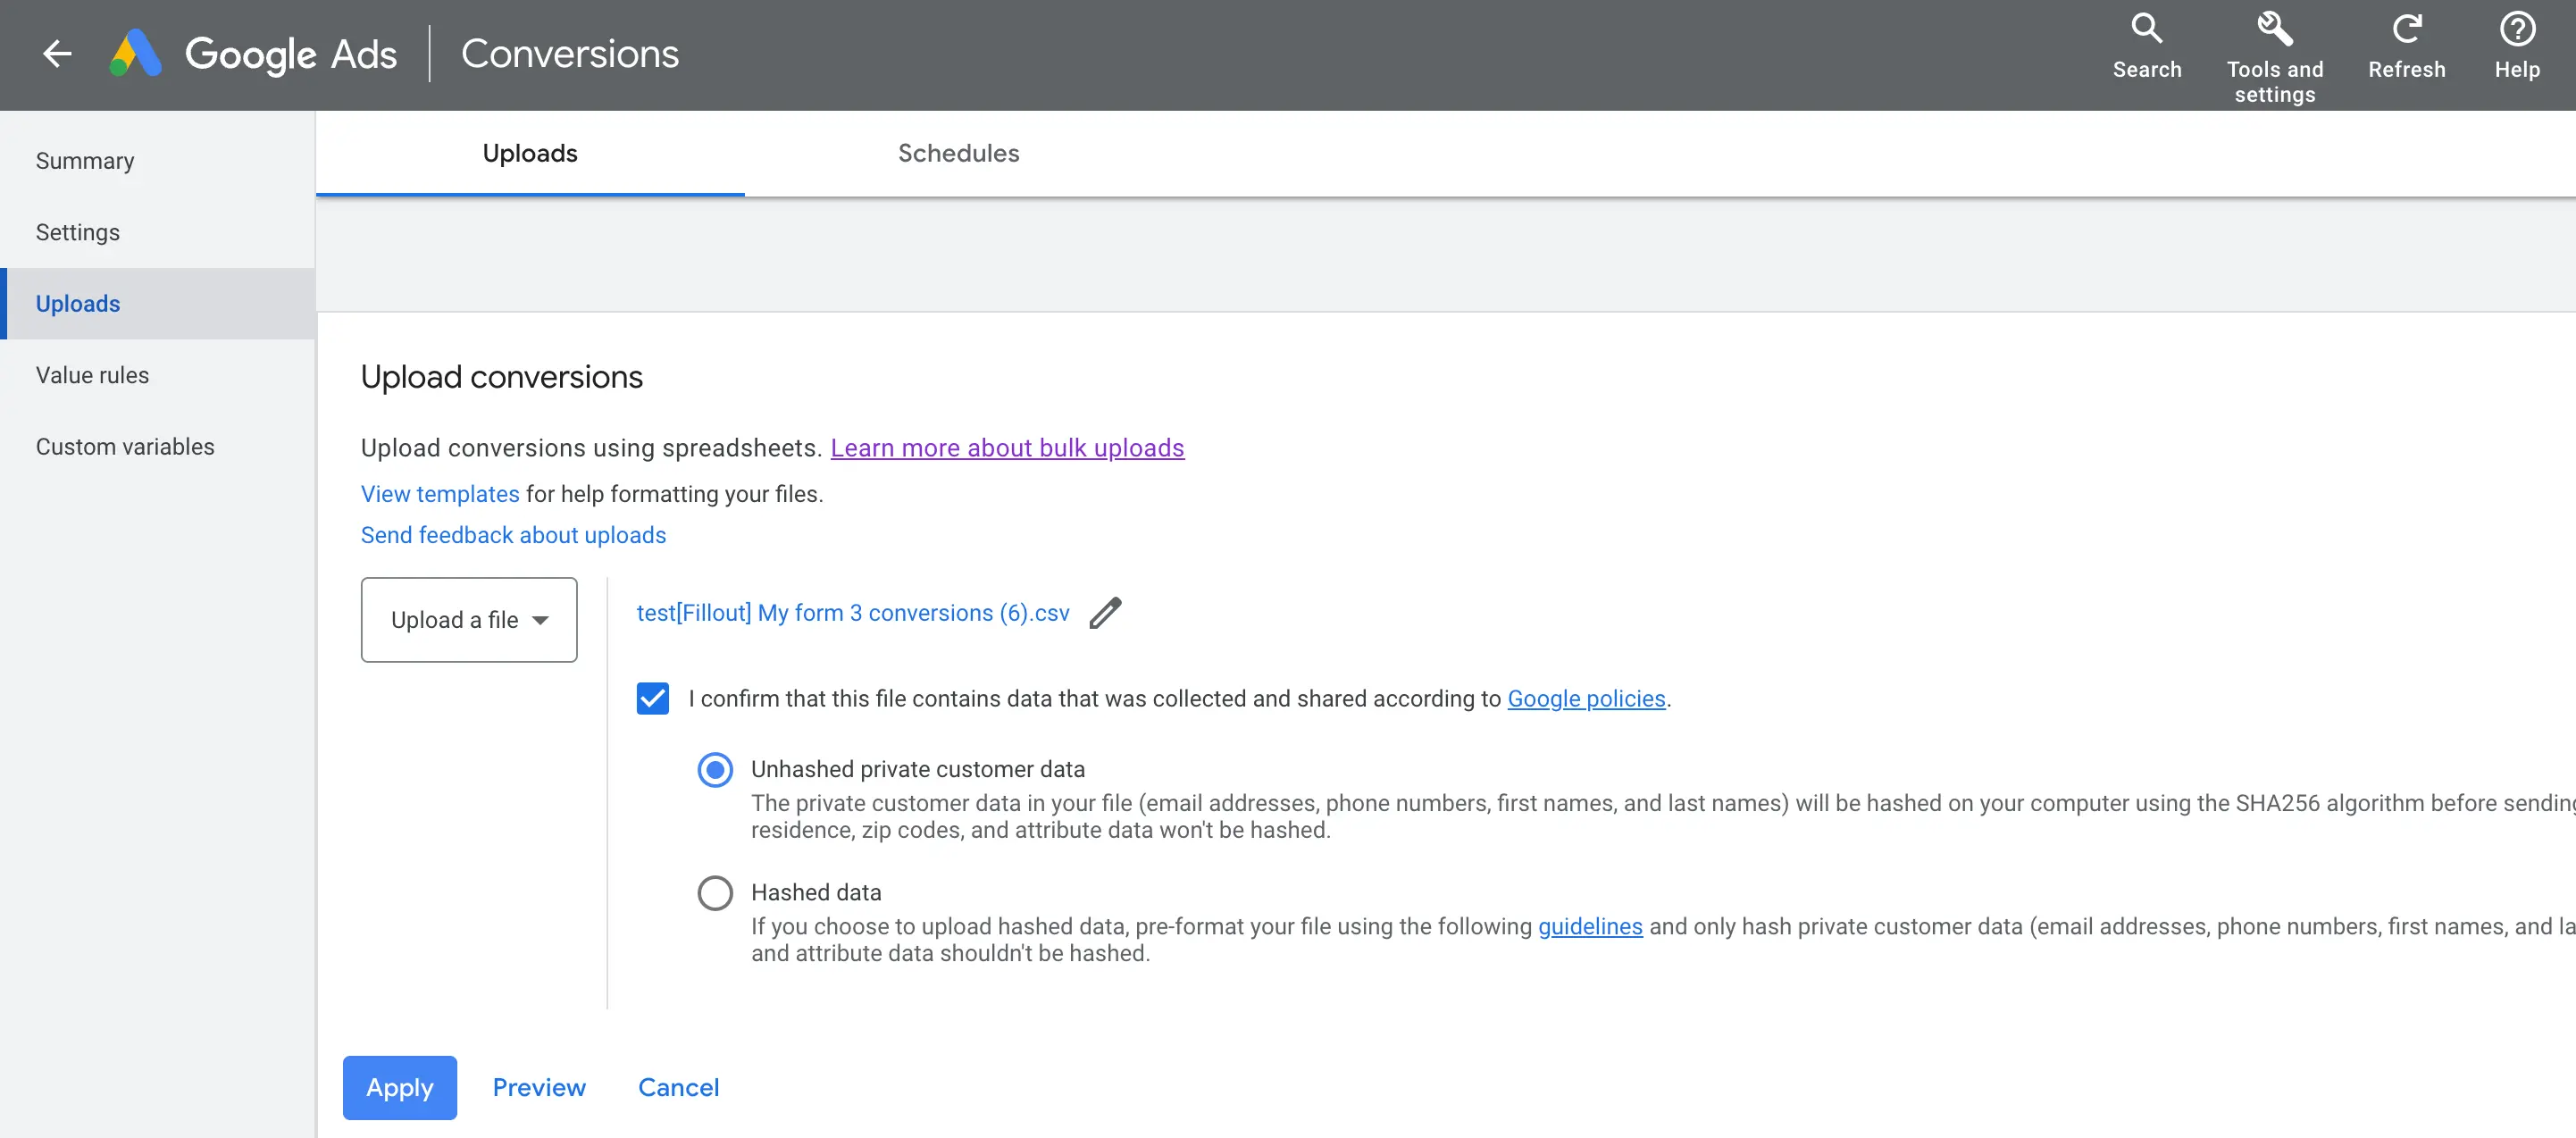 Google Ads
Conversions
Search
Tools and
settings
Refresh
Help
Summary
Settings
Uploads
Value rules
Custom variables
Uploads
Schedules
Upload conversions
Upload conversions using spreadsheets. Learn more about bulk uploads
View templates for help formatting your files.
Send feedback about uploads
Upload a file
test[Fillout] My form 3 conversions (6).csv
I confirm that this file contains data that was collected and shared according to Google policies.
Unhashed private customer data
The private customer data in your file (email addresses, phone numbers, first names, and last names) will be hashed on your computer using the SHA256 algorithm before sending
residence, zip codes, and attribute data won't be hashed.
Hashed data
If you choose to upload hashed data, pre-format your file using the following guidelines and only hash private customer data (email addresses, phone numbers, first names, and la
and attribute data shouldn't be hashed.
Apply
Preview
Cancel